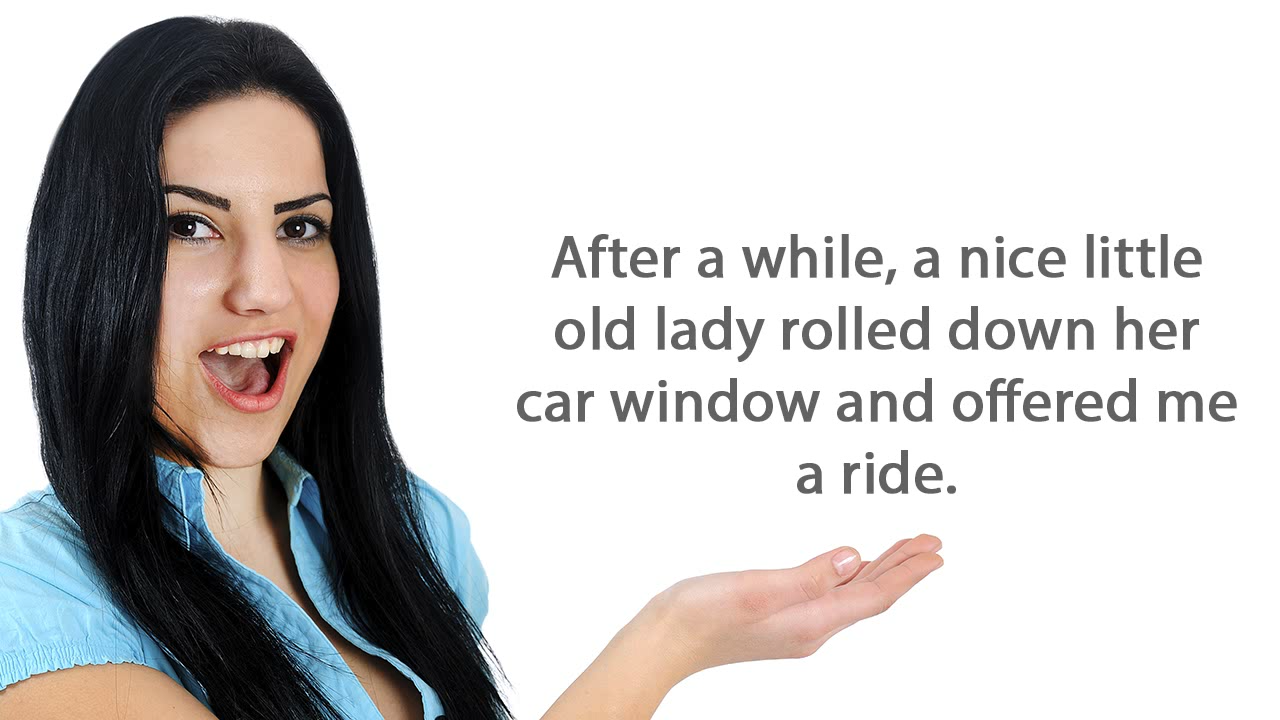 After a while, a nice little
old lady rolled down her
car window and offered me
a ride.